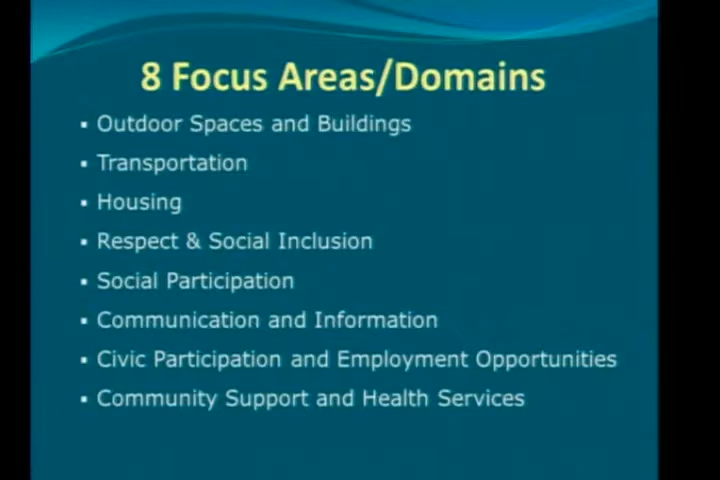 8 Focus Areas/Domains
▪ Outdoor Spaces and Buildings
▪ Transportation
▪ Housing
▪ Respect & Social Inclusion
▪ Social Participation
▪ Communication and Information
▪ Civic Participation and Employment Opportunities
▪ Community Support and Health Services